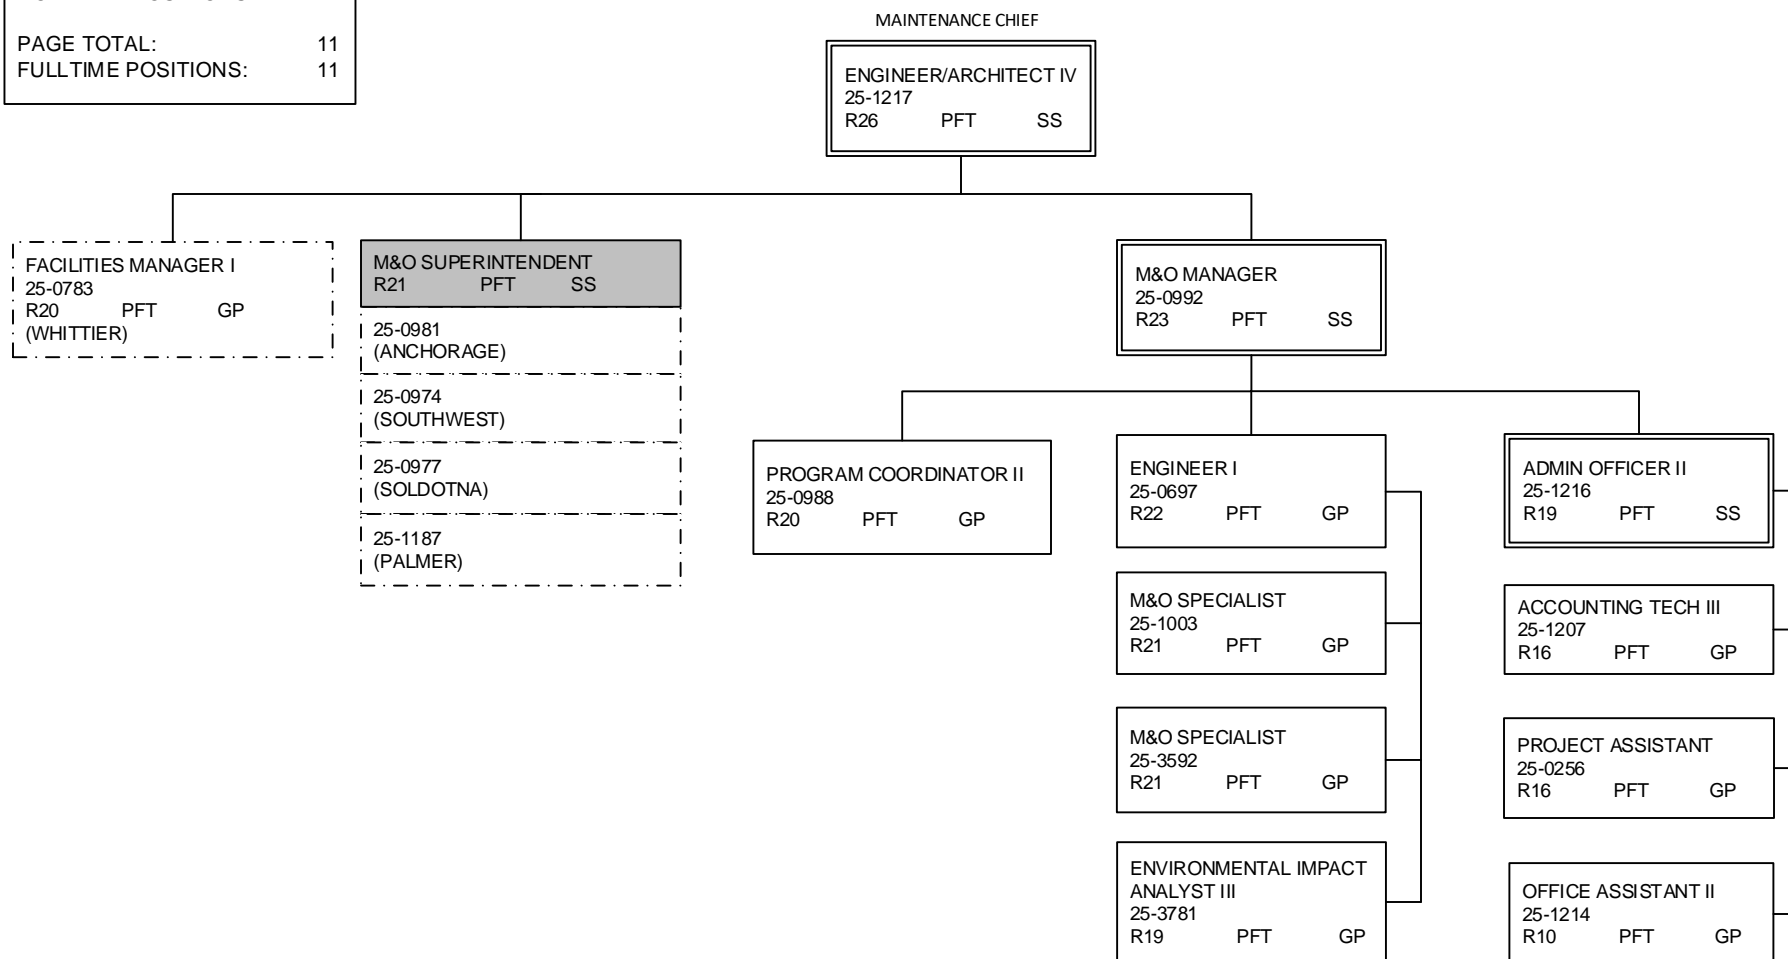 PAGE TOTAL: 11
FULLTIME POSITIONS: 11
MAINTENANCE CHIEF
ENGINEER/ARCHITECT IV
25-1217
R26 PFT SS
FACILITIES MANAGER I
25-0783
R20 PFT GP
(WHITTIER)
M&O SUPERINTENDENT
R21 PFT SS
25-0981
(ANCHORAGE)
25-0974
(SOUTHWEST)
25-0977
(SOLDOTNA)
25-1187
(PALMER)
M&O MANAGER
25-0992
R23 PFT SS
PROGRAM COORDINATOR II
25-0988
R20 PFT GP
ENGINEER I
25-0697
R22 PFT GP
M&O SPECIALIST
25-1003
R21 PFT GP
M&O SPECIALIST
25-3592
R21 PFT GP
ENVIRONMENTAL IMPACT
ANALYST III
25-3781
R19 PFT GP
ADMIN OFFICER II
25-1216
R19 PFT SS
ACCOUNTING TECH III
25-1207
R16 PFT GP
PROJECT ASSISTANT
25-0256
R16 PFT GP
OFFICE ASSISTANT II
25-1214
R10 PFT GP